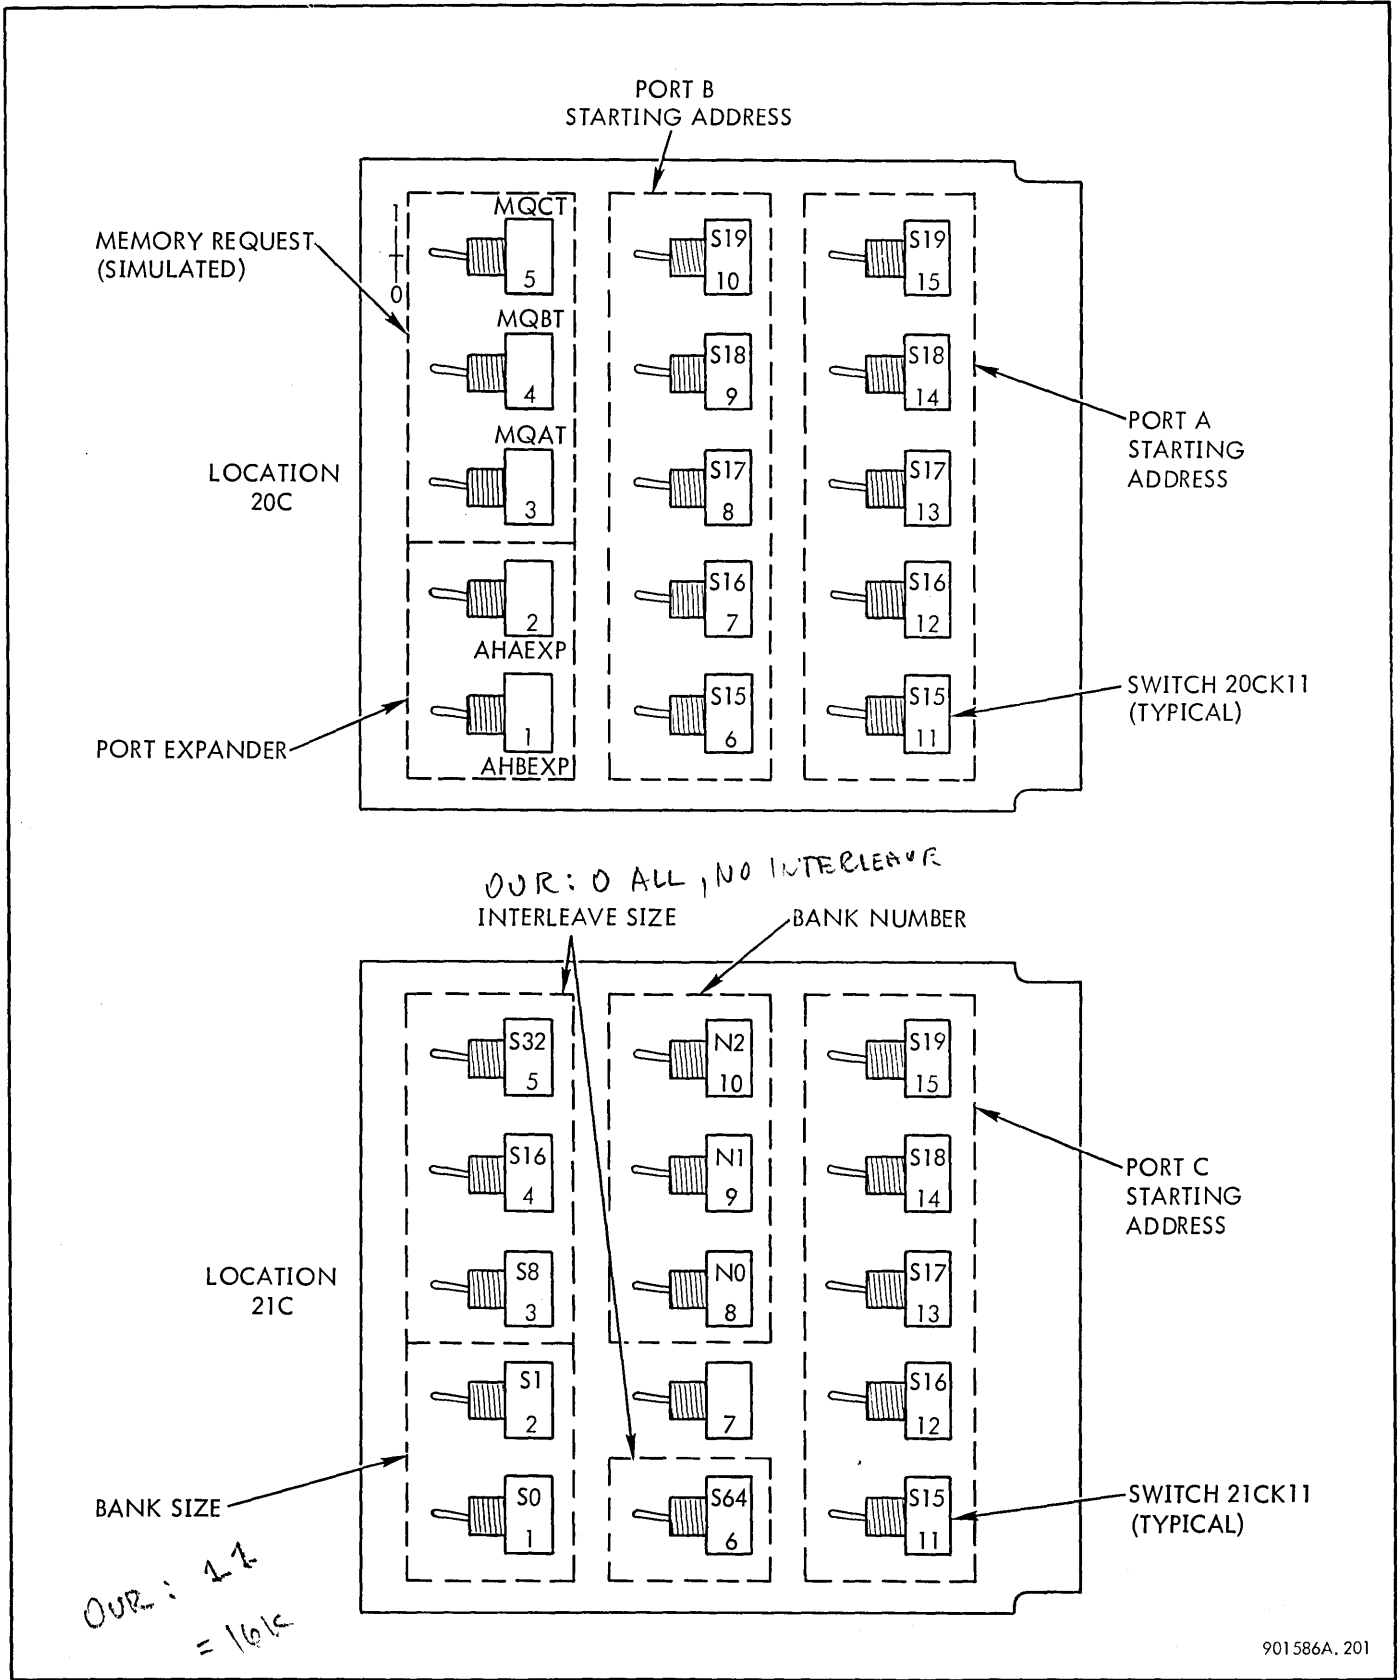 PORT B
STARTING ADDRESS
MEMORY REQUEST
(SIMULATED)
1
0
MQCT
5
S19
10
S19
15
MQBT
4
S18
9
S18
14
PORT A
STARTING
ADDRESS
LOCATION
20C
MQAT
3
S17
8
S17
13
2
AHAEXP
S16
7
S16
12
PORT EXPANDER
1
AHBEXP
S15
6
S15
11
SWITCH 20CK11
(TYPICAL)
OUR: 0 ALL, NO INTERLEAVE
INTERLEAVE SIZE
BANK NUMBER
S32
5
N2
10
S19
15
S16
4
N1
9
S18
14
PORT C
STARTING
ADDRESS
LOCATION
21C
S8
3
N0
8
S17
13
S1
2
7
S16
12
BANK SIZE
S0
1
S64
6
S15
11
SWITCH 21CK11
(TYPICAL)
OUR: 11
= 16K
901586A.201